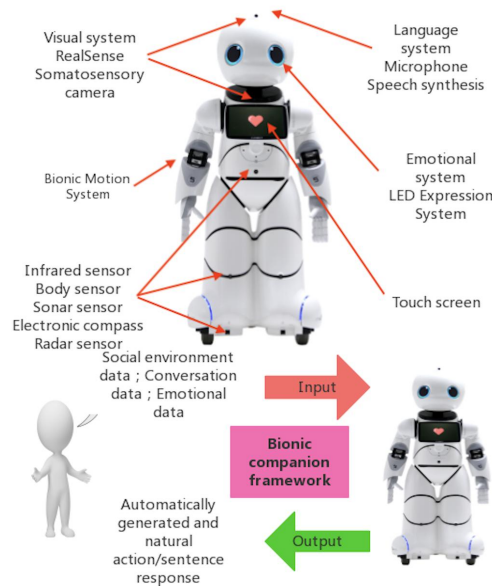 Visual system
RealSense
Somatosensory
camera
Language
system
Microphone
Speech synthesis
Bionic Motion
System
Emotional
system
LED Expression
System
Infrared sensor
Body sensor
Sonar sensor
Electronic compass
Radar sensor
Touch screen
Social environment
data ; Conversation
data ; Emotional
data
Input
Bionic
companion
framework
Automatically
generated and
natural
action/sentence
response
Output